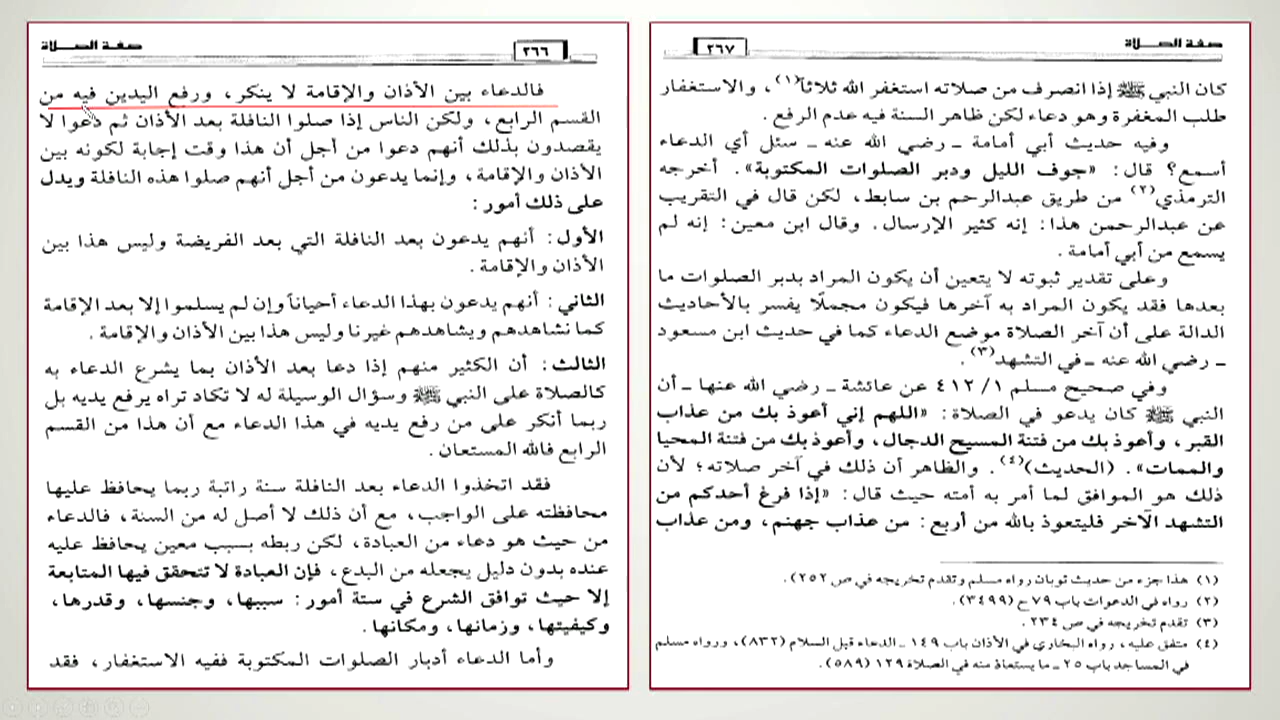 ٢٦٦
صفة الصلاة
فالدعاء بين الأذان والإقامة لا ينكر، ورفع اليدين فيه من
القسم الرابع، ولكن الناس إذا صلوا النافلة بعد الأذان ثم دعوا لا
يقصدون بذلك أنهم دعوا من أجل أن هذا وقت إجابة لكونه بين
الأذان والإقامة، وإنما يدعون من أجل أنهم صلوا هذه النافلة ويدل
على ذلك أمور:
الأول: أنهم يدعون بعد النافلة التي بعد الفريضة وليس هذا بين
الأذان والإقامة.
الثاني: أنهم يدعون بهذا الدعاء أحياناً وإن لم يسلموا إلا بعد الإقامة
كما نشاهدهم ويشاهدهم غيرنا وليس هذا بين الأذان والإقامة.
الثالث: أن الكثير منهم إذا دعا بعد الأذان بما يشرع الدعاء به
كالصلاة على النبي ﷺ وسؤال الوسيلة له لا تكاد تراه يرفع يديه بل
ربما أنكر على من رفع يديه في هذا الدعاء مع أن هذا من القسم
الرابع فالله المستعان.
فقد اتخذوا الدعاء بعد النافلة سنة راتبة ربما يحافظ عليها
محافظته على الواجب، مع أن ذلك لا أصل له من السنة، فالدعاء
من حيث هو دعاء من العبادة، لكن ربطه بسبب معين يحافظ عليه
عنده بدون دليل يجعله من البدع، فإن العبادة لا تتحقق فيها المتابعة
إلا حيث توافق الشرع في ستة أمور: سببها، وجنسها، وقدرها،
وكيفيتها، وزمانها، ومكانها.
وأما الدعاء أدبار الصلوات المكتوبة ففيه الاستغفار، فقد
صفة الصلاة
٢٦٧
كان النبي ﷺ إذا انصرف من صلاته استغفر الله ثلاثاً(١)، والاستغفار
طلب المغفرة وهو دعاء لكن ظاهر السنة فيه عدم الرفع.
وفيه حديث أبي أمامة ـ رضي الله عنه ـ سئل أي الدعاء
أسمع؟ قال: «جوف الليل ودبر الصلوات المكتوبة». أخرجه
الترمذي(٢) من طريق عبدالرحم بن سابط، لكن قال في التقريب
عن عبدالرحمن هذا: إنه كثير الإرسال. وقال ابن معين: إنه لم
يسمع من أبي أمامة.
وعلى تقدير ثبوته لا يتعين أن يكون المراد بدبر الصلوات ما
بعدها فقد يكون المراد به آخرها فيكون مجملًا يفسر بالأحاديث
الدالة على أن آخر الصلاة موضع الدعاء كما في حديث ابن مسعود
ـ رضي الله عنه ـ في التشهد(٣).
وفي صحيح مسلم ١/ ٤١٢ عن عائشة ـ رضي الله عنها ـ أن
النبي ﷺ كان يدعو في الصلاة: «اللهم إني أعوذ بك من عذاب
القبر، وأعوذ بك من فتنة المسيح الدجال، وأعوذ بك من فتنة المحيا
والممات». (الحديث)(٤). والظاهر أن ذلك في آخر صلاته؛ لأن
ذلك هو الموافق لما أمر به أمته حيث قال: «إذا فرغ أحدكم من
التشهد الآخر فليتعوذ بالله من أربع: من عذاب جهنم، ومن عذاب
(١) هذا جزء من حديث ثوبان رواه مسلم وتقدم تخريجه في ص ٢٥٢).
(٢) رواه في الدعوات باب ٧٩ ح (٣٤٩٩).
(٣) تقدم تخريجه في ص ٢٣٤.
(٤) متفق عليه، رواه البخاري في الأذان باب ١٤٩ ـ الدعاء قبل السلام (٨٣٢)، ورواه مسلم
في المساجد باب ٢٥ ـ ما يستعاذ منه في الصلاة ١٢٩ (٥٨٩).